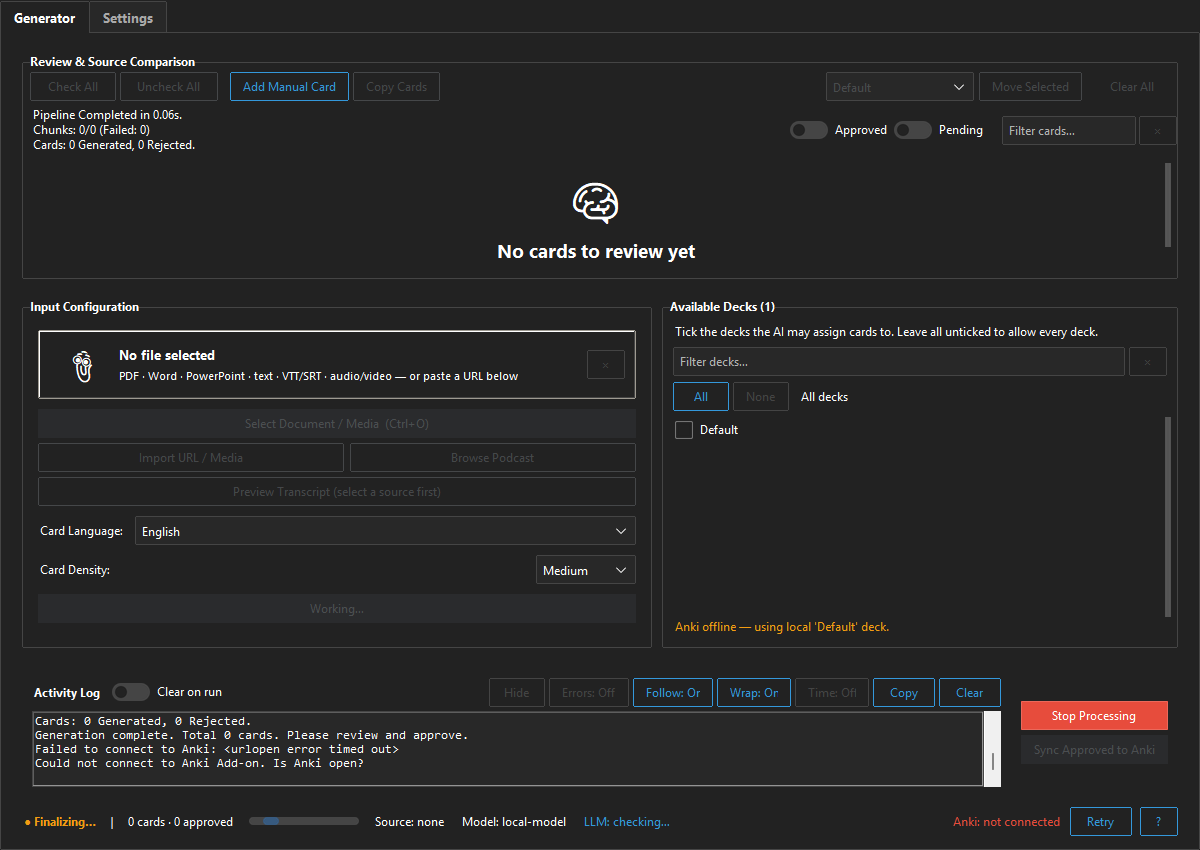 Generator
Settings
Review & Source Comparison
Check All
Uncheck All
Add Manual Card
Copy Cards
Default
Move Selected
Clear All
Pipeline Completed in 0.06s.
Chunks: 0/0 (Failed: 0)
Cards: 0 Generated, 0 Rejected.
Approved
Pending
Filter cards...
×
No cards to review yet
Input Configuration
No file selected
PDF · Word · PowerPoint · text · VTT/SRT · audio/video — or paste a URL below
×
Select Document / Media (Ctrl+O)
Import URL / Media
Browse Podcast
Preview Transcript (select a source first)
Card Language:
English
Card Density:
Medium
Working...
Available Decks (1)
Tick the decks the AI may assign cards to. Leave all unticked to allow every deck.
Filter decks...
×
All
None
All decks
Default
Anki offline — using local 'Default' deck.
Activity Log
Clear on run
Hide
Errors: Off
Follow: Or
Wrap: Or
Time: Off
Copy
Clear
Cards: 0 Generated, 0 Rejected.
Generation complete. Total 0 cards. Please review and approve.
Failed to connect to Anki: <urlopen error timed out>
Could not connect to Anki Add-on. Is Anki open?
Stop Processing
Sync Approved to Anki
● Finalizing...
|
0 cards · 0 approved
Source: none
Model: local-model
LLM: checking...
Anki: not connected
Retry
?